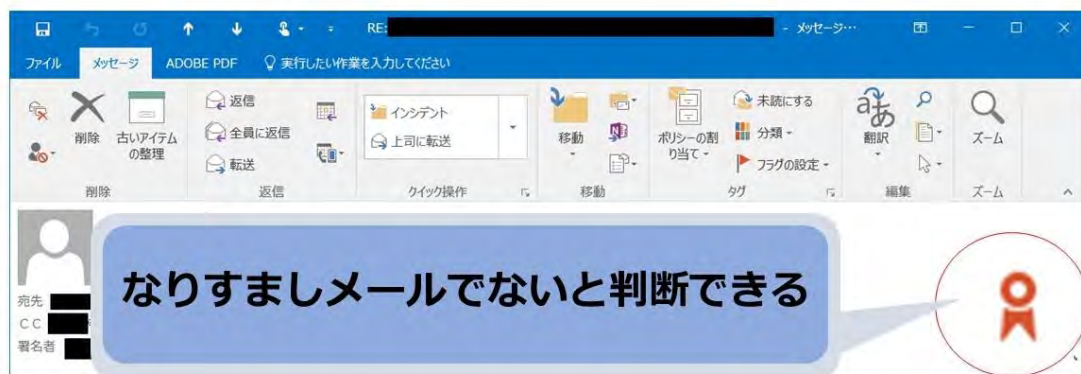 RE:
- メッセージ…
ファイル
メッセージ
ADOBE PDF
実行したい作業を入力してください
削除
古いアイテム
の整理
削除
返信
全員に返信
転送
返信
インシデント
上司に転送
クイック操作
移動
移動
ポリシーの割
り当て
未読にする
分類
フラグの設定
タグ
あ
翻訳
編集
ズーム
ズーム
なりすましメールでないと判断できる
宛先
CC
署名者